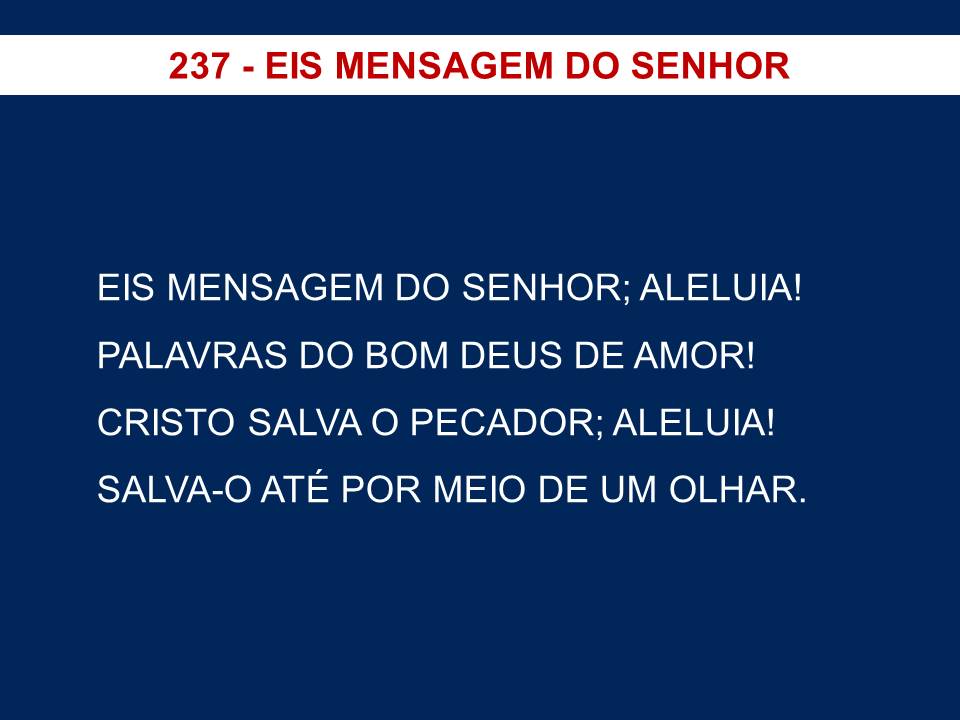 237 - EIS MENSAGEM DO SENHOR
EIS MENSAGEM DO SENHOR; ALELUIA!
PALAVRAS DO BOM DEUS DE AMOR!
CRISTO SALVA O PECADOR; ALELUIA!
SALVA-O ATÉ POR MEIO DE UM OLHAR.